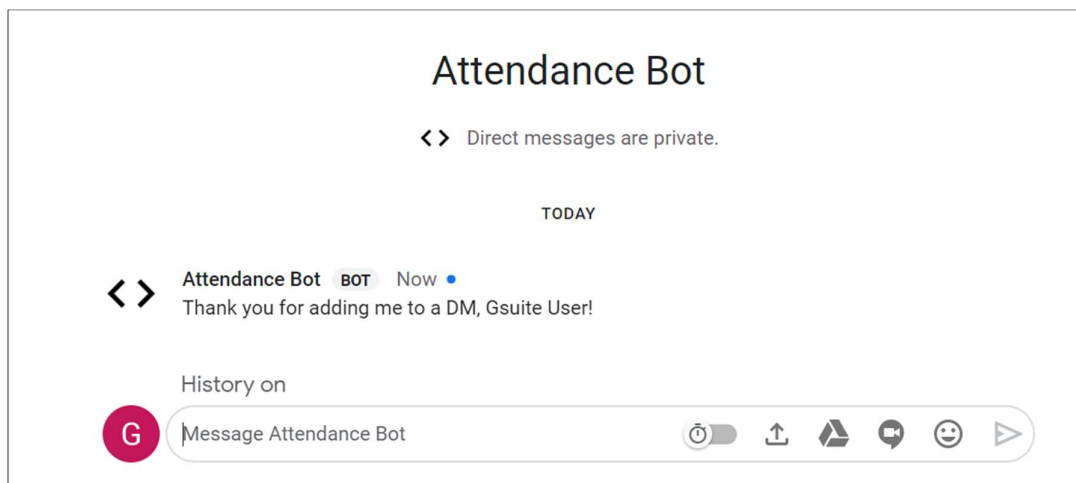 Attendance Bot
Direct messages are private.
TODAY
Attendance Bot BOT Now
Thank you for adding me to a DM, Gsuite User!
History on
G Message Attendance Bot